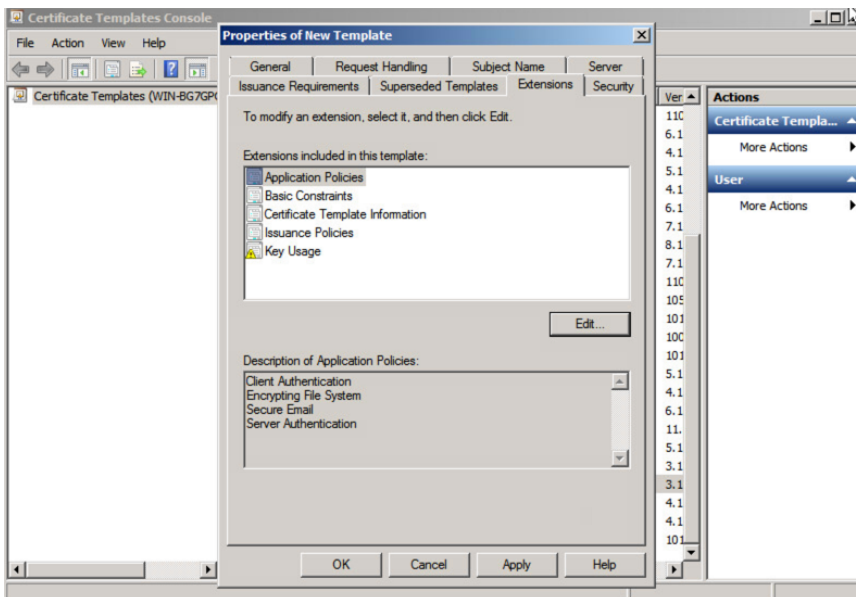 Certificate Templates Console
File Action View Help
Certificate Templates (WIN-BG7GP
Properties of New Template
General Request Handling Subject Name Server
Issuance Requirements Superseded Templates Extensions Security
To modify an extension, select it, and then click Edit.
Extensions included in this template:
Application Policies
Basic Constraints
Certificate Template Information
Issuance Policies
Key Usage
Edit...
Description of Application Policies:
Client Authentication
Encrypting File System
Secure Email
Server Authentication
OK Cancel Apply Help
Ver
110
6.1
4.1
5.1
4.1
6.1
7.1
8.1
7.1
110
105
101
100
101
5.1
4.1
6.1
11.
5.1
3.1
3.1
4.1
4.1
101
Actions
Certificate Templa...
More Actions
User
More Actions